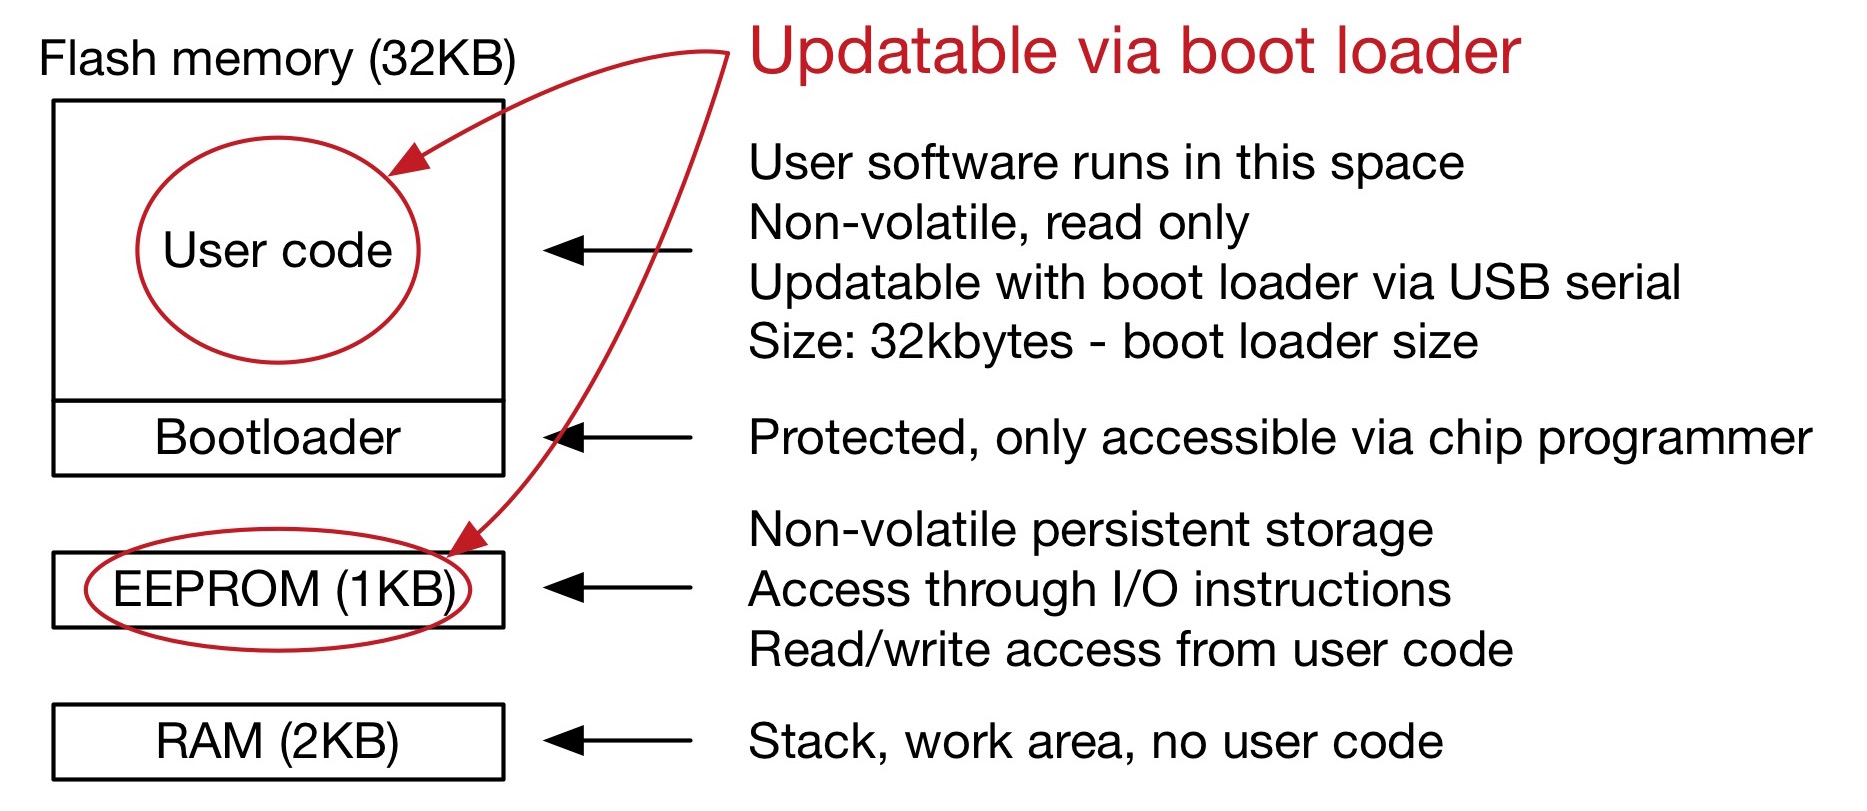 Flash memory (32KB)
Updatable via boot loader
User code
User software runs in this space
Non-volatile, read only
Updatable with boot loader via USB serial
Size: 32kbytes - boot loader size
Bootloader
Protected, only accessible via chip programmer
EEPROM (1KB)
Non-volatile persistent storage
Access through I/O instructions
Read/write access from user code
RAM (2KB)
Stack, work area, no user code